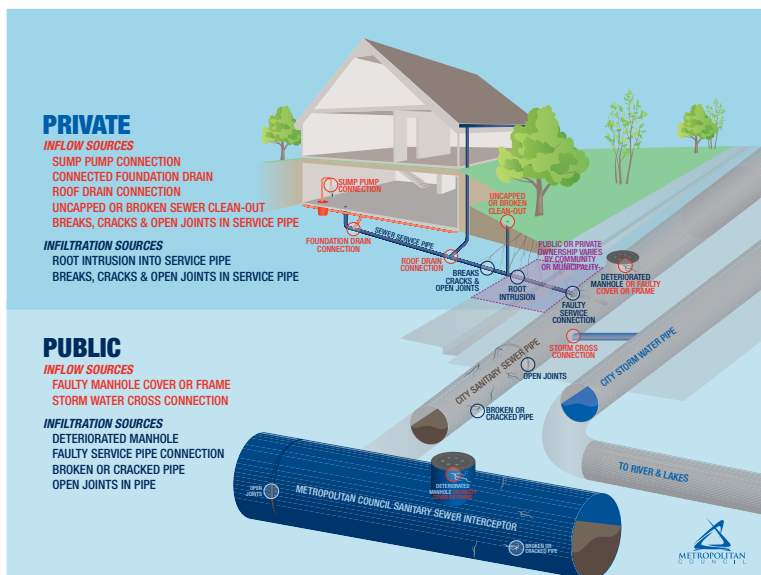 PRIVATE
INFLOW SOURCES
SUMP PUMP CONNECTION
CONNECTED FOUNDATION DRAIN
ROOF DRAIN CONNECTION
UNCAPPED OR BROKEN SEWER CLEAN-OUT
BREAKS, CRACKS & OPEN JOINTS IN SERVICE PIPE
INFILTRATION SOURCES
ROOT INTRUSION INTO SERVICE PIPE
BREAKS, CRACKS & OPEN JOINTS IN SERVICE PIPE
PUBLIC
INFLOW SOURCES
FAULTY MANHOLE COVER OR FRAME
STORM WATER CROSS CONNECTION
INFILTRATION SOURCES
DETERIORATED MANHOLE
FAULTY SERVICE PIPE CONNECTION
BROKEN OR CRACKED PIPE
OPEN JOINTS IN PIPE
SUMP PUMP
CONNECTION
UNCAPPED
OR BROKEN
CLEAN-OUT
FOUNDATION DRAIN
CONNECTION
SEWER SERVICE PIPE
ROOF DRAIN
CONNECTION
BREAKS
CRACKS &
OPEN JOINTS
PUBLIC OR PRIVATE
OWNERSHIP VARIES
BY COMMUNITY
OR MUNICIPALITY
ROOT
INTRUSION
FAULTY
SERVICE
CONNECTION
DETERIORATED
MANHOLE OR FAULTY
COVER OR FRAME
STORM CROSS
CONNECTION
CITY SANITARY SEWER PIPE
OPEN JOINTS
CITY STORM WATER PIPE
BROKEN OR
CRACKED PIPE
TO RIVER & LAKES
OPEN
JOINTS
METROPOLITAN COUNCIL SANITARY SEWER INTERCEPTOR
DETERIORATED
MANHOLE OR FAULTY
COVER OR FRAME
BROKEN OR
CRACKED PIPE
METROPOLITAN
COUNCIL